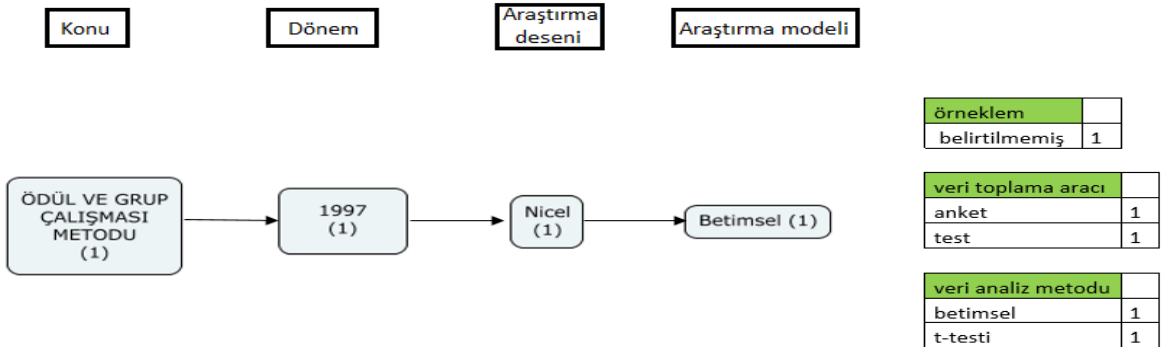 Konu
Dönem
Araştırma
deseni
Araştırma modeli
ÖDÜL VE GRUP
ÇALIŞMASI
METODU
(1)
1997
(1)
Nicel
(1)
Betimsel (1)
örneklem
belirtilmemiş 1
veri toplama aracı
anket 1
test 1
veri analiz metodu
betimsel 1
t-testi 1